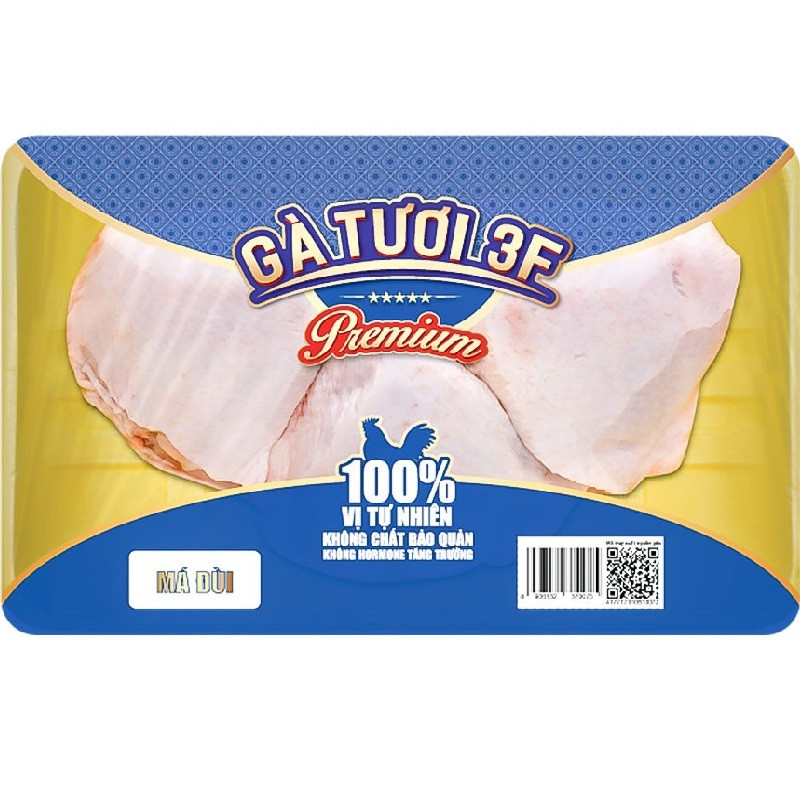 GÀ TƯƠI 3F
Premium
100%
VỊ TỰ NHIÊN
KHÔNG CHẤT BẢO QUẢN
KHÔNG HORMONE TĂNG TRƯỞNG
MÁ ĐÙI